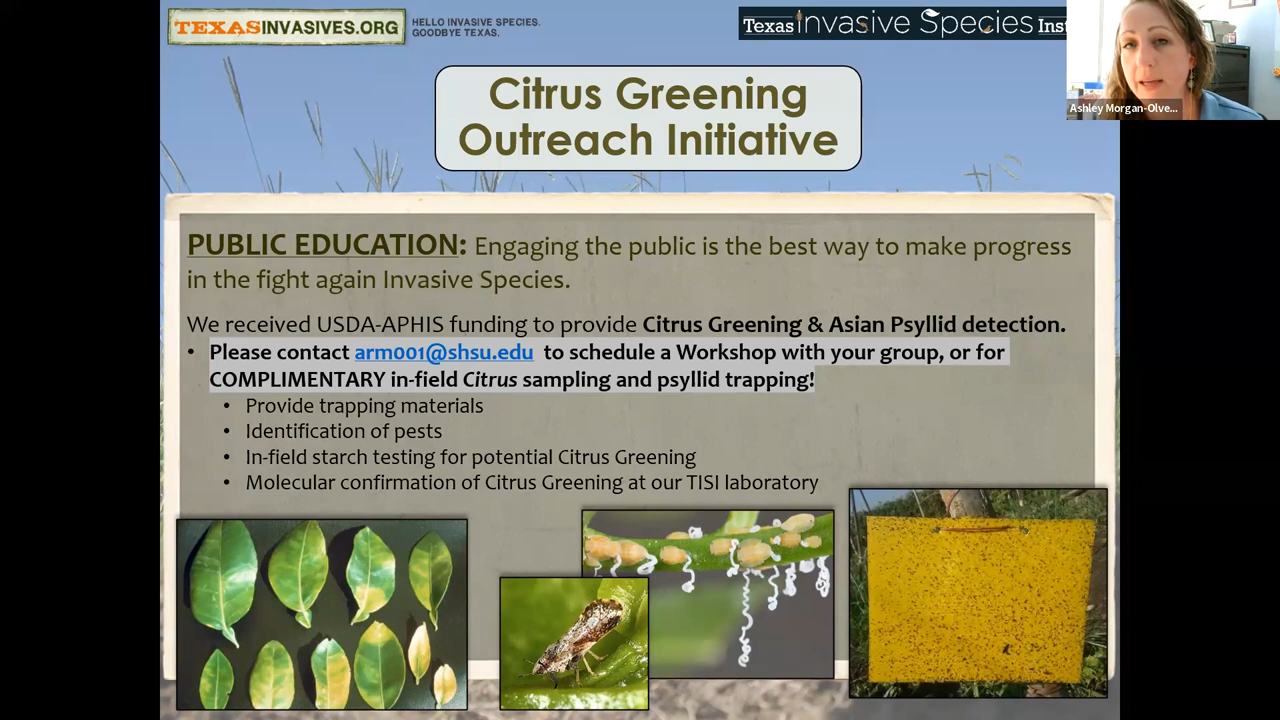 TEXASINVASIVES.ORG
HELLO INVASIVE SPECIES.
GOODBYE TEXAS.
Texas Invasive Species Inst
Ashley Morgan-Olve...
Citrus Greening
Outreach Initiative
PUBLIC EDUCATION: Engaging the public is the best way to make progress
in the fight again Invasive Species.
We received USDA-APHIS funding to provide Citrus Greening & Asian Psyllid detection.
• Please contact arm001@shsu.edu to schedule a Workshop with your group, or for
COMPLIMENTARY in-field Citrus sampling and psyllid trapping!
• Provide trapping materials
• Identification of pests
• In-field starch testing for potential Citrus Greening
• Molecular confirmation of Citrus Greening at our TISI laboratory